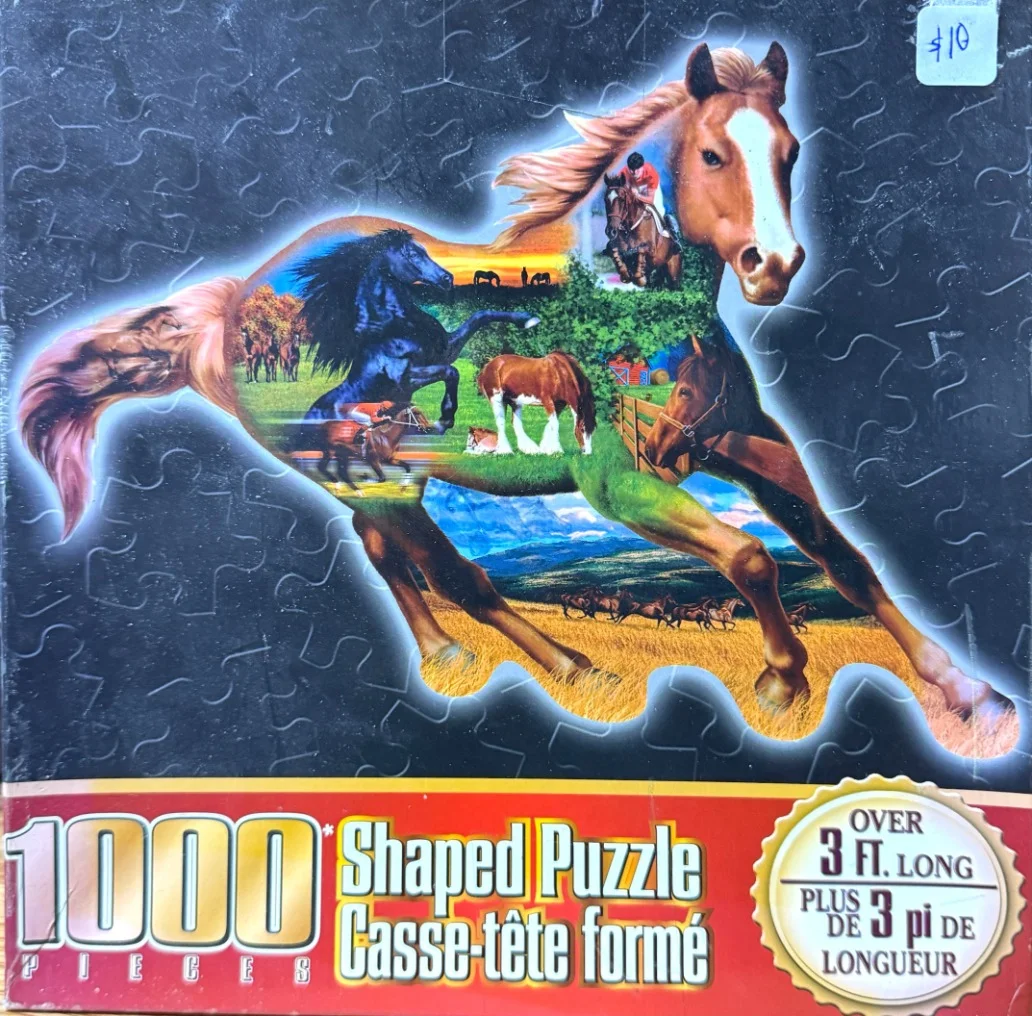 $10
1000*
PIECES
Shaped Puzzle
Casse-tête formé
OVER
3 FT. LONG
PLUS
DE 3 pi DE
LONGUEUR